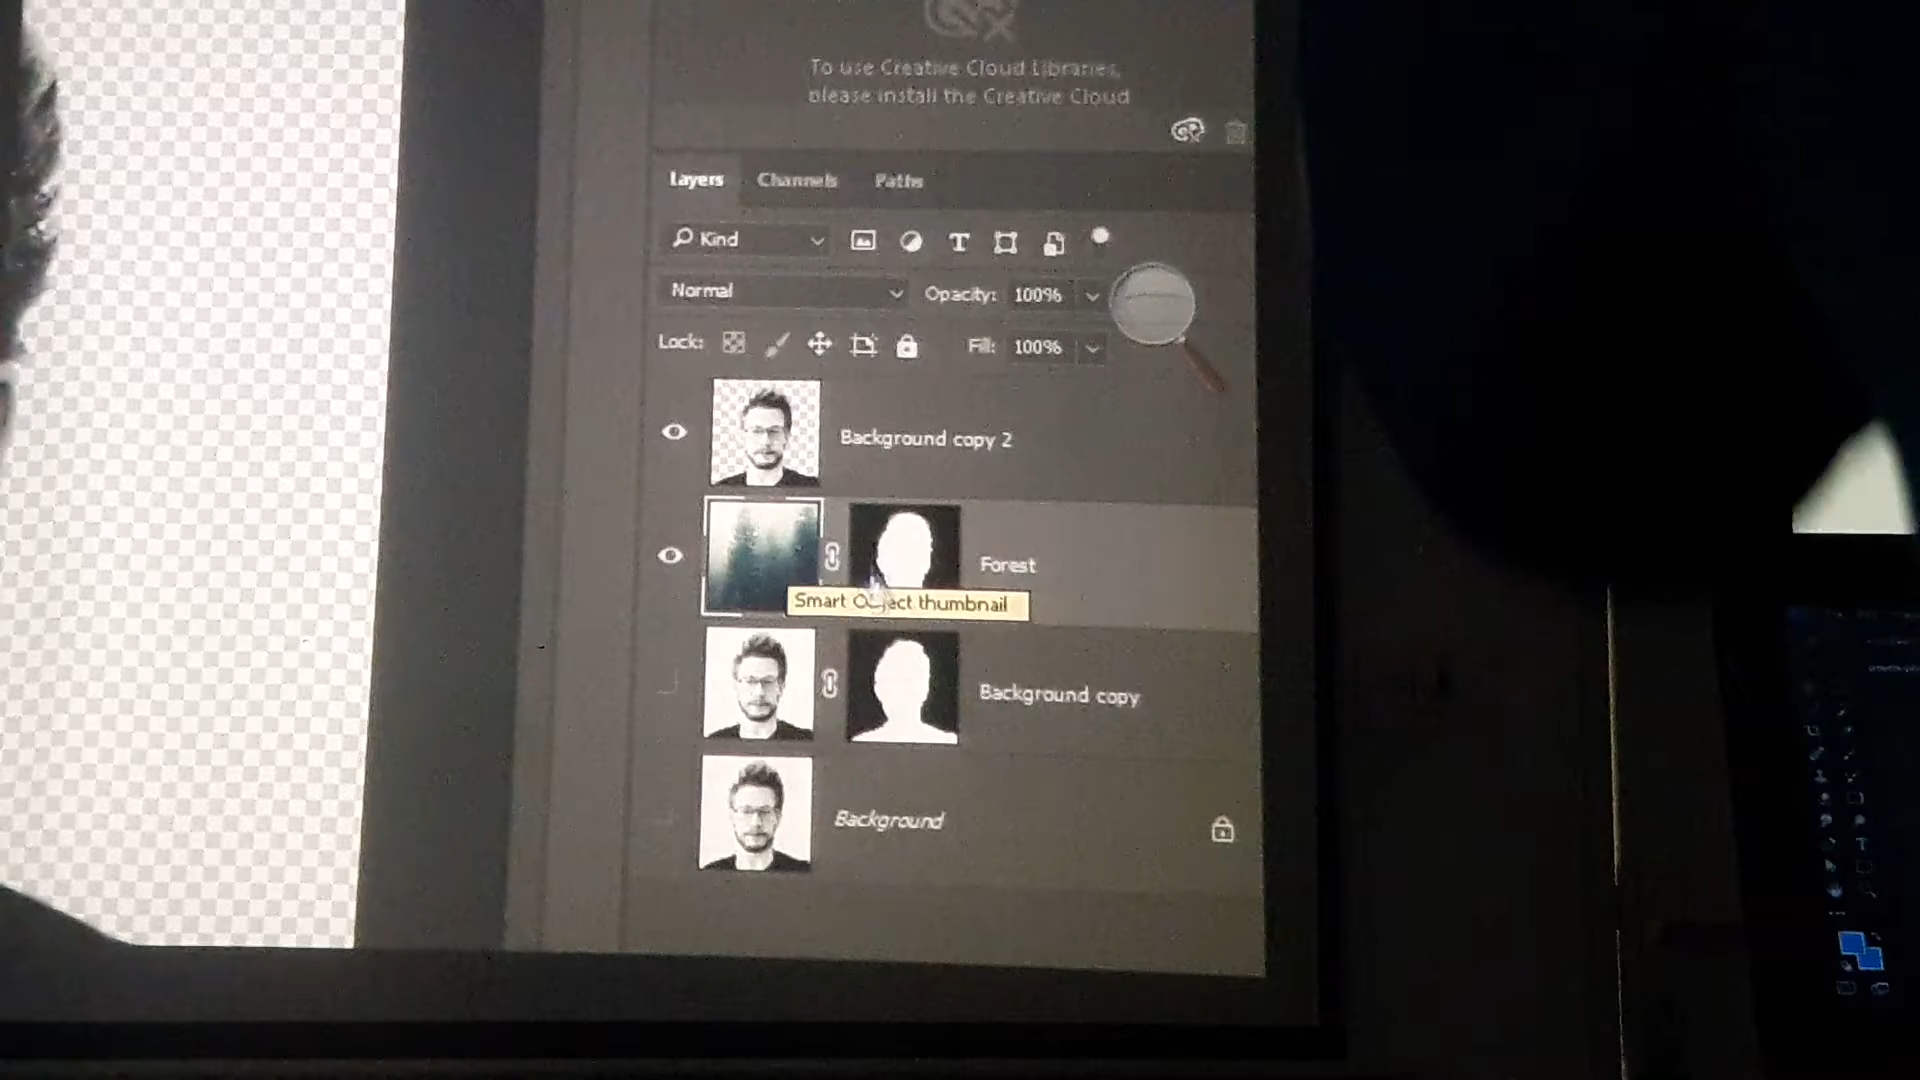 To use Creative Cloud Libraries,
please install the Creative Cloud
Layers Channels Paths
Kind
Normal Opacity: 100%
Lock: Fill: 100%
Background copy 2
Forest
Smart Object thumbnail
Background copy
Background